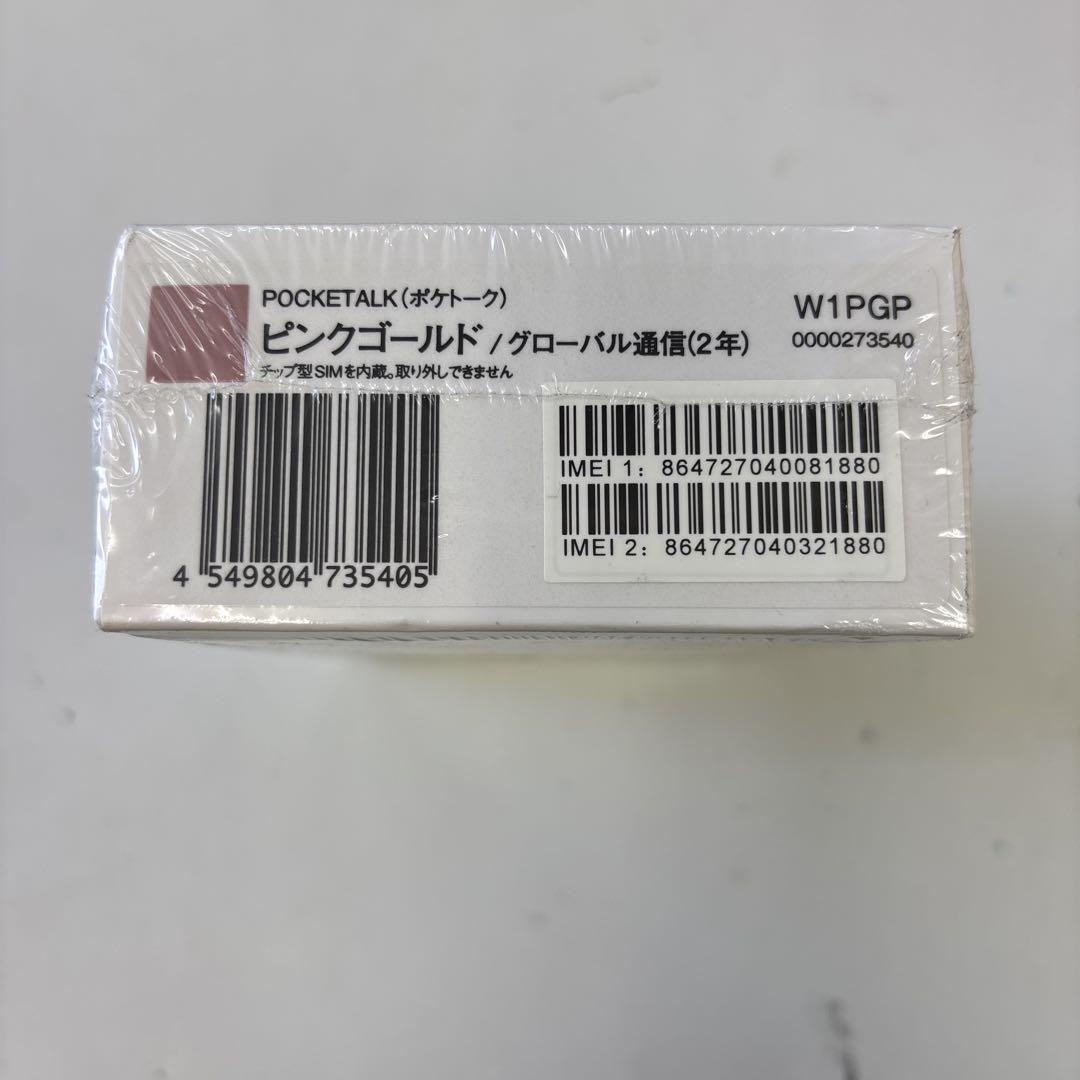 POCKETALK(ポケトーク)
ピンクゴールド / グローバル通信(2年)
チップ型SIMを内蔵。取り外しできません
W1PGP
0000273540
4 549804 735405
IMEI 1: 864727040081880
IMEI 2: 864727040321880